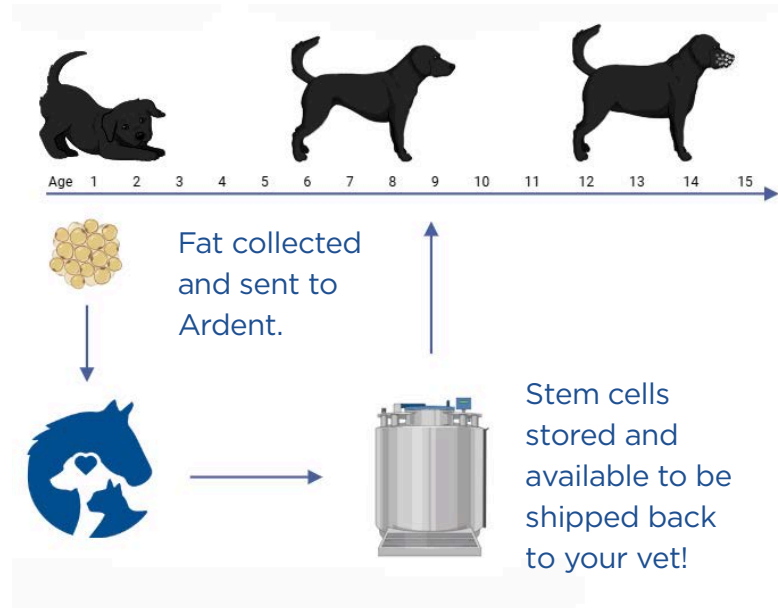 Age 1 2 3 4 5 6 7 8 9 10 11 12 13 14 15
Fat collected
and sent to
Ardent.
Stem cells
stored and
available to be
shipped back
to your vet!